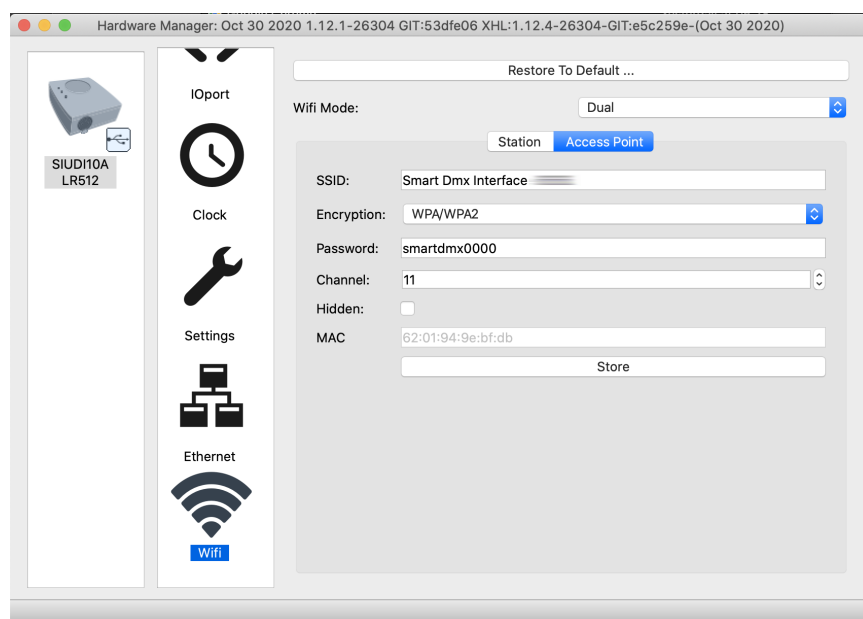 Hardware Manager: Oct 30 2020 1.12.1-26304 GIT:53dfe06 XHL:1.12.4-26304-GIT:e5c259e-(Oct 30 2020)
SIUDI10A
LR512
IOport
Clock
Settings
Ethernet
Wifi
Restore To Default ...
Wifi Mode: Dual
Station Access Point
SSID: Smart Dmx Interface
Encryption: WPA/WPA2
Password: smartdmx0000
Channel: 11
Hidden:
MAC 62:01:94:9e:bf:db
Store